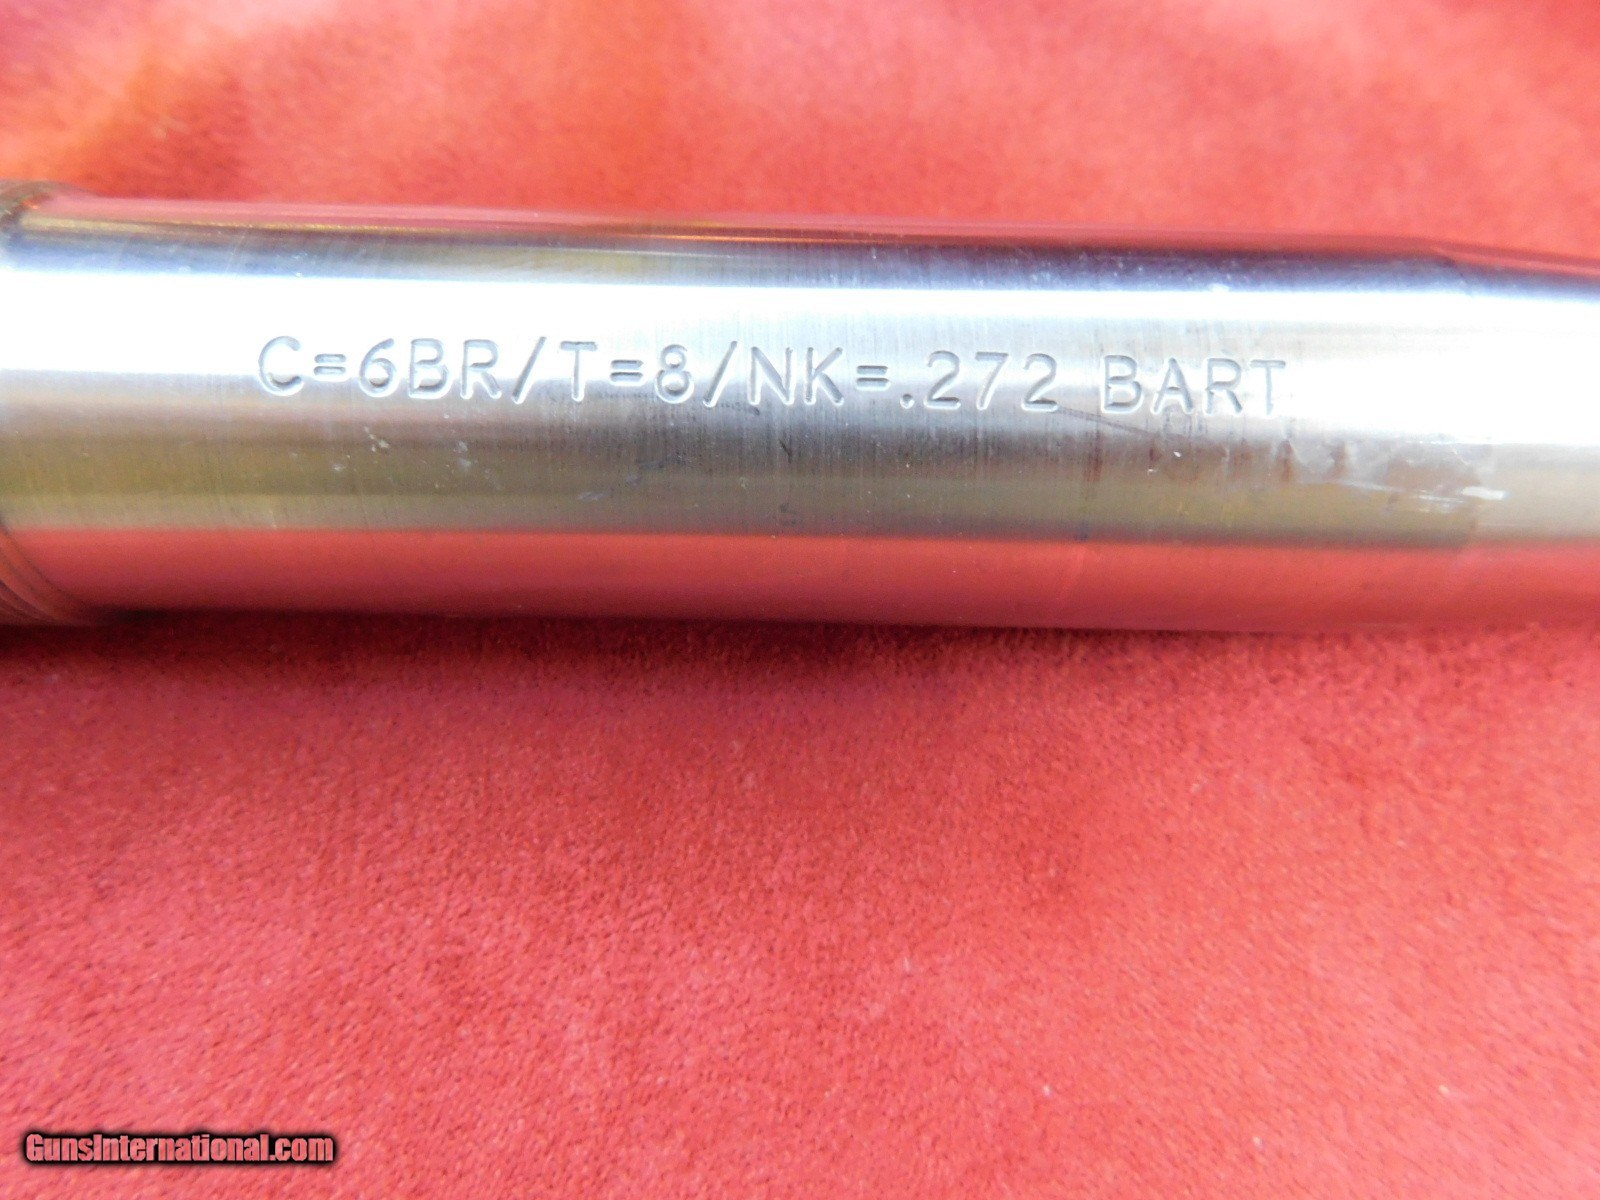 C=6BR/T=8/NK=.272 BART
GunsInternational.com